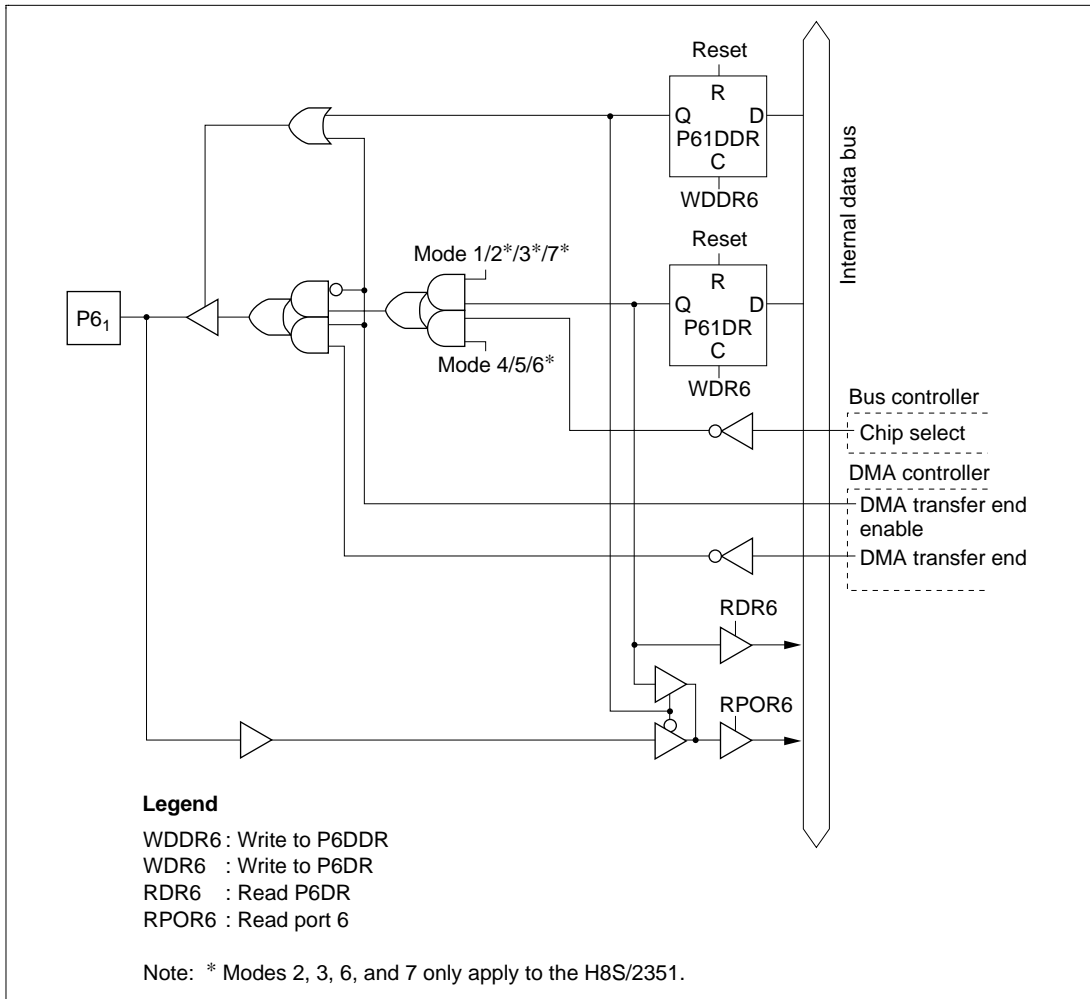 Reset
R
Q D
P61DDR
C
WDDR6
Internal data bus
Mode 1/2*/3*/7*
Reset
R
Q D
P61DR
C
WDR6
P6₁
Mode 4/5/6*
Bus controller
Chip select
DMA controller
DMA transfer end
enable
DMA transfer end
RDR6
RPOR6
Legend
WDDR6 : Write to P6DDR
WDR6 : Write to P6DR
RDR6 : Read P6DR
RPOR6 : Read port 6
Note: * Modes 2, 3, 6, and 7 only apply to the H8S/2351.